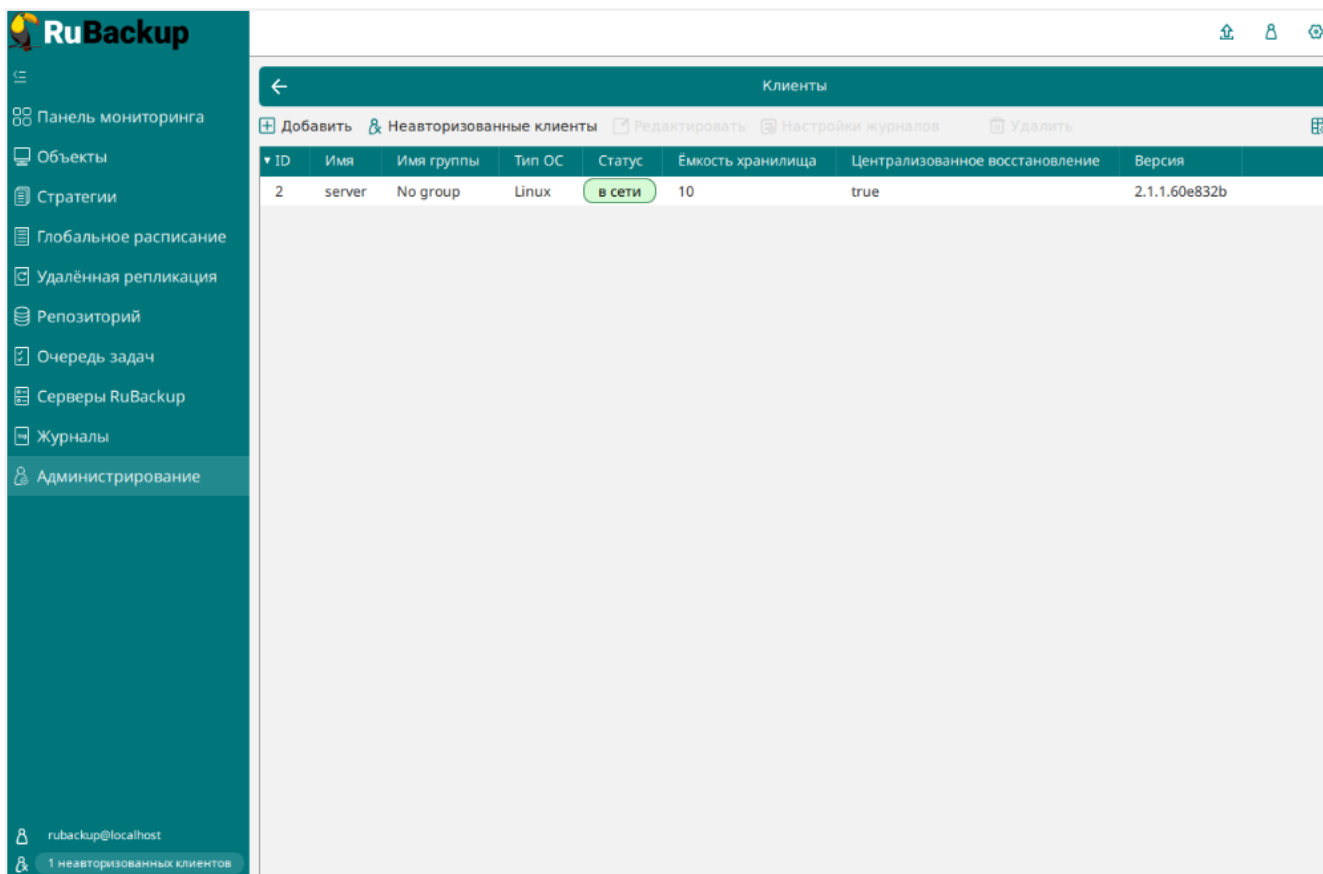 RuBackup
Клиенты
Панель мониторинга
Добавить Неавторизованные клиенты Редактировать Настройки журналов Удалить
Объекты
ID Имя Имя группы Тип ОС Статус Ёмкость хранилища Централизованное восстановление Версия
2 server No group Linux в сети 10 true 2.1.1.60e832b
Стратегии
Глобальное расписание
Удалённая репликация
Репозиторий
Очередь задач
Серверы RuBackup
Журналы
Администрирование
rubackup@localhost
1 неавторизованных клиентов